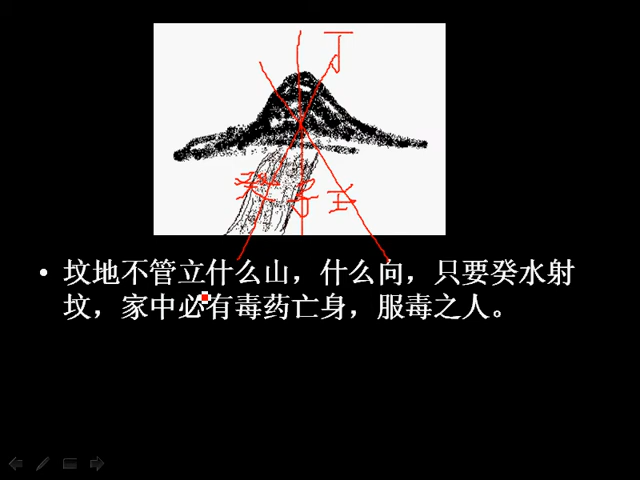 丁
癸 子 壬
坟地不管立什么山，什么向，只要癸水射
坟，家中必有毒药亡身，服毒之人。